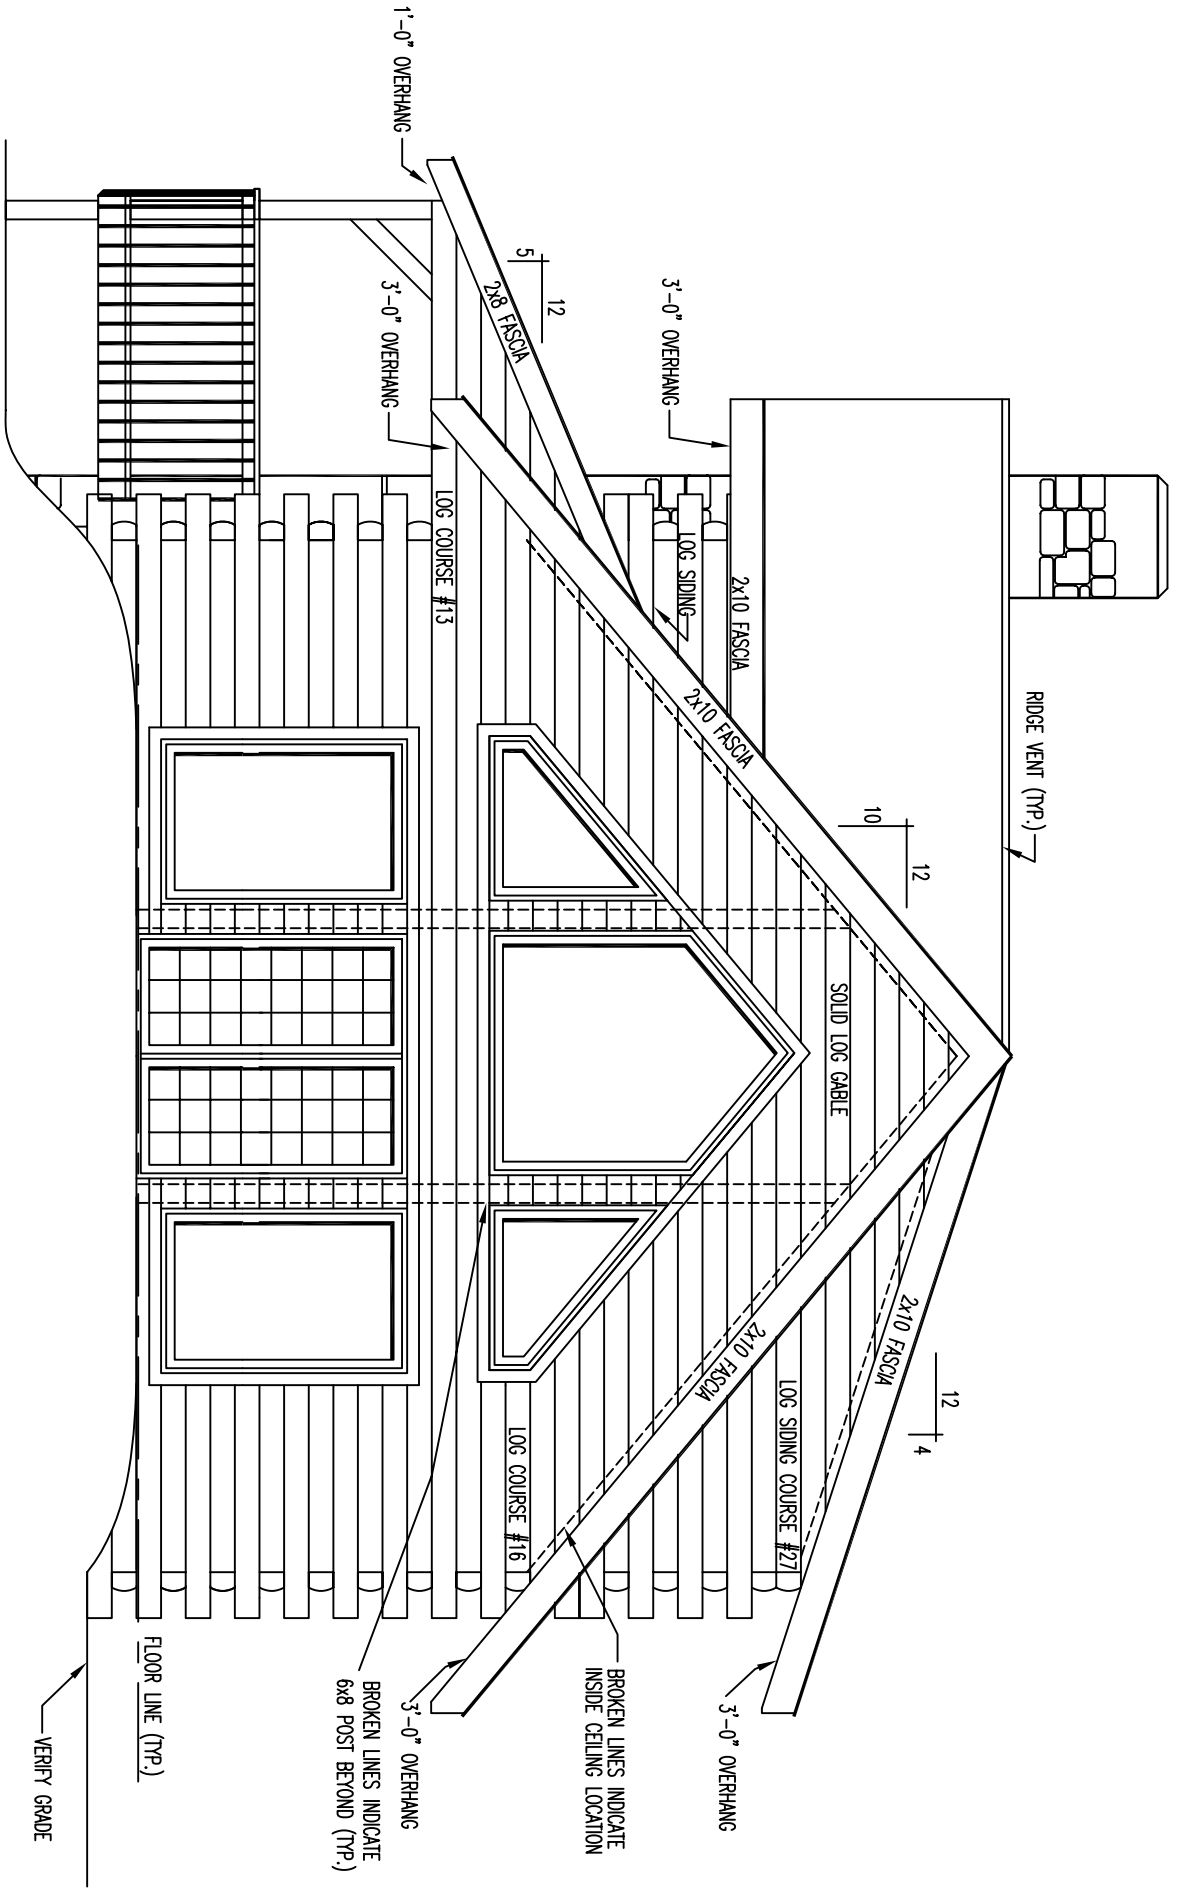 RIDGE VENT (TYP.)
12
4
12
10
2x10 FASCIA
SOLID LOG GABLE
LOG SIDING COURSE #27
3'-0" OVERHANG
2x10 FASCIA
3'-0" OVERHANG
2x10 FASCIA
2x10 FASCIA
LOG SIDING
BROKEN LINES INDICATE
INSIDE CEILING LOCATION
12
5
2x8 FASCIA
LOG COURSE #16
LOG COURSE #13
1'-0" OVERHANG
3'-0" OVERHANG
3'-0" OVERHANG
BROKEN LINES INDICATE
6x8 POST BEYOND (TYP.)
FLOOR LINE (TYP.)
VERIFY GRADE